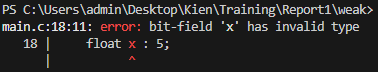 PS C:\Users\admin\Desktop\Kien\Training\Report1\weak>
main.c:18:11: error: bit-field 'x' has invalid type
   18 |     float x : 5;
      |           ^